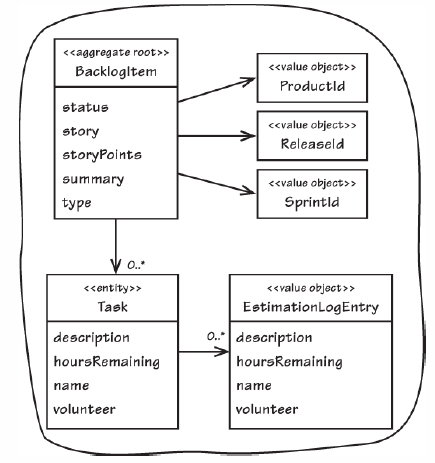 <<aggregate root>>
BacklogItem
status
story
storyPoints
summary
type
<<value object>>
ProductId
<<value object>>
ReleaseId
<<value object>>
SprintId
0..*
<<entity>>
Task
description
hoursRemaining
name
volunteer
0..*
<<value object>>
EstimationLogEntry
description
hoursRemaining
name
volunteer